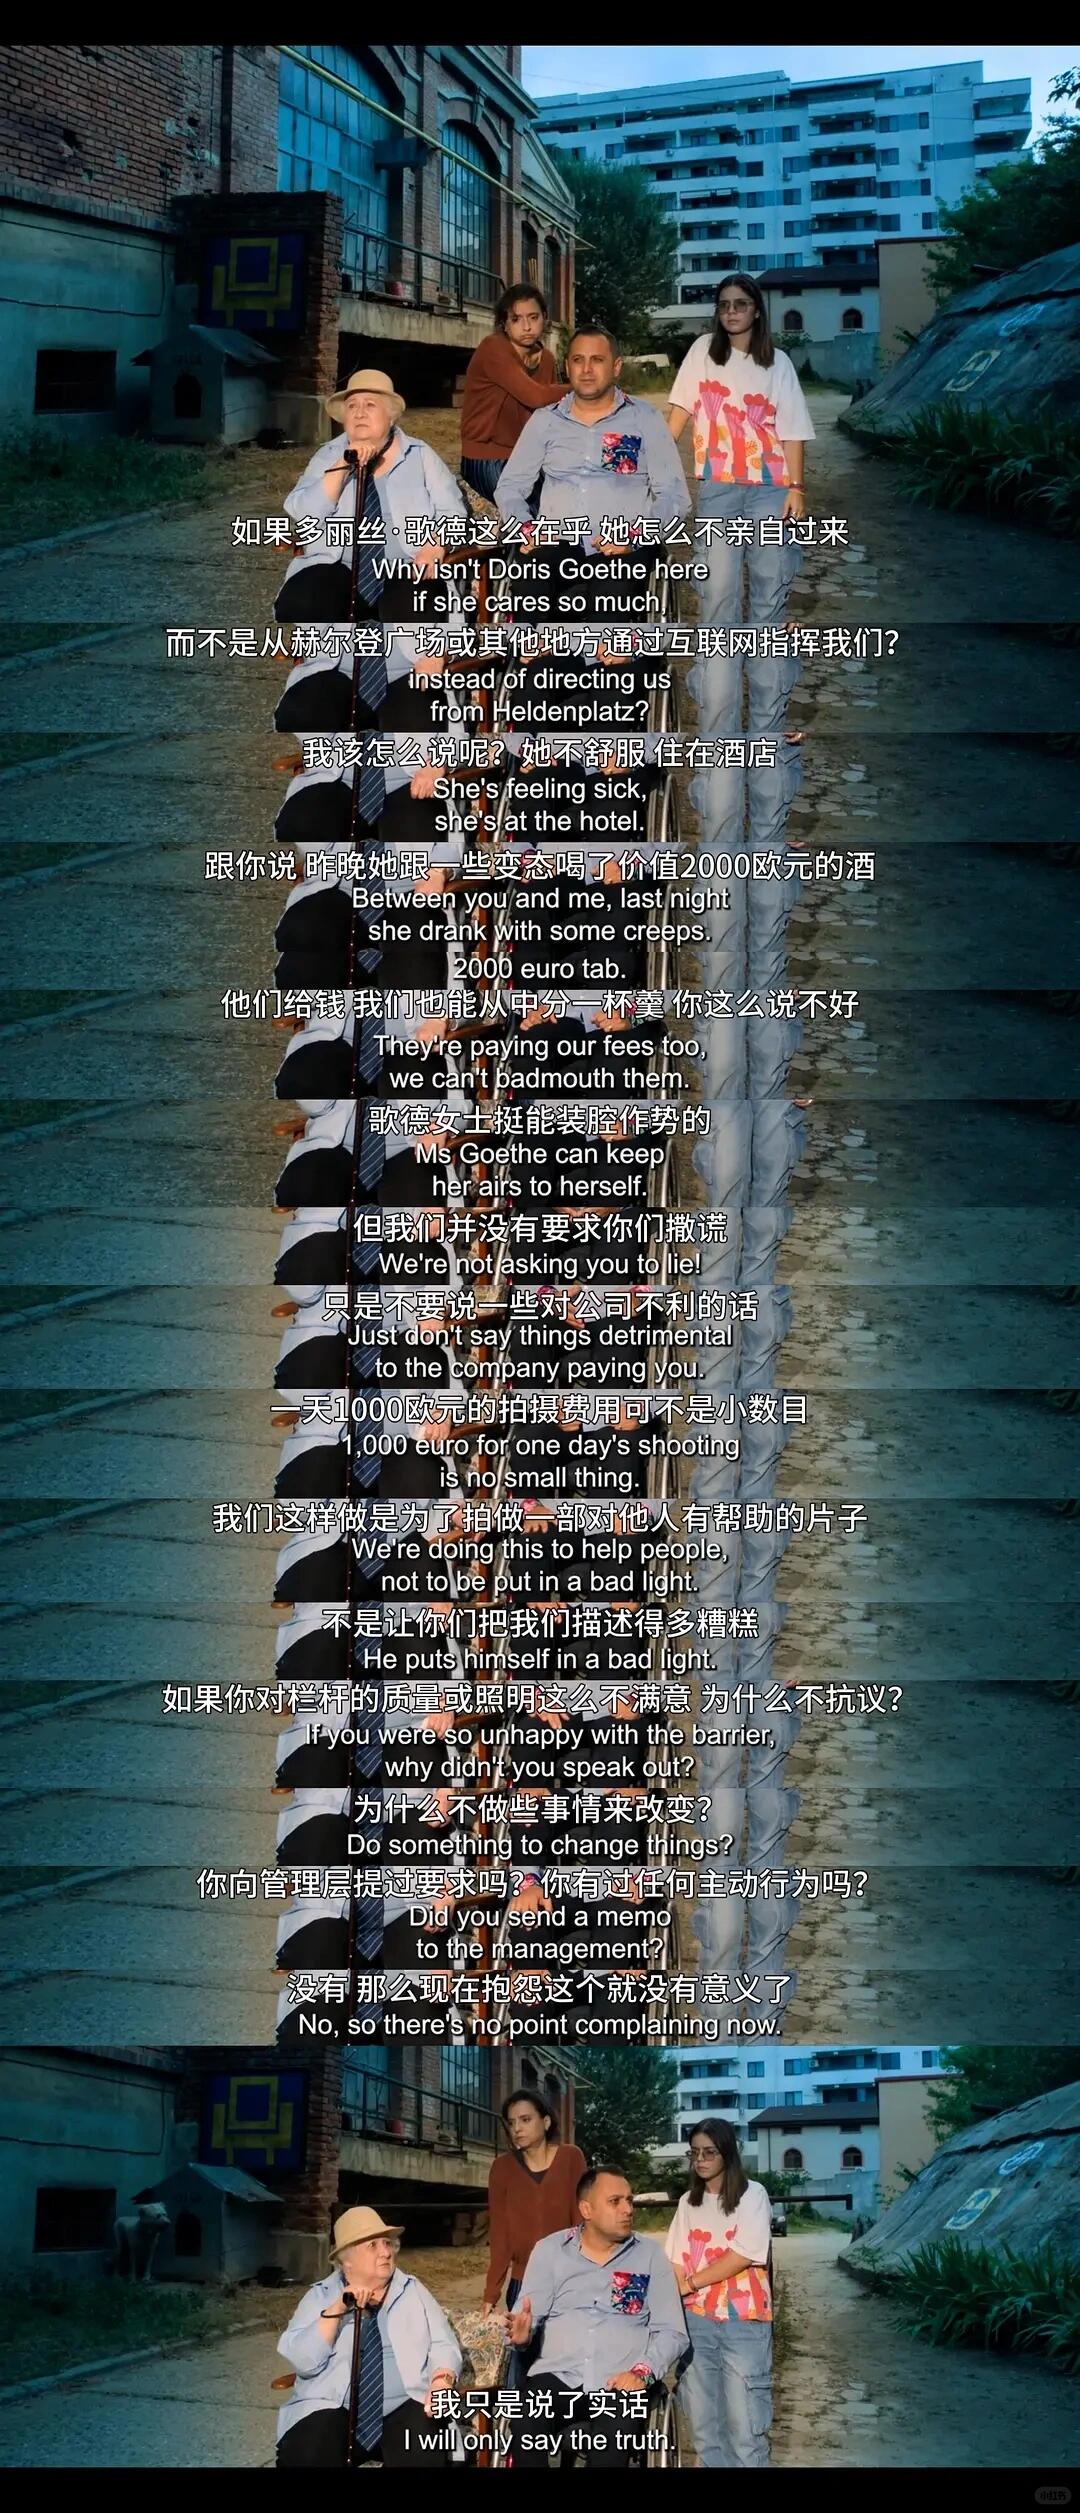 如果多丽丝·歌德这么在乎 她怎么不亲自过来
Why isn't Doris Goethe here
if she cares so much,
而不是从赫尔登广场或其他地方通过互联网指挥我们?
instead of directing us
from Heldenplatz?
我该怎么说呢? 她不舒服 住在酒店
She's feeling sick,
she's at the hotel.
跟你说 昨晚她跟一些变态喝了价值2000欧元的酒
Between you and me, last night
she drank with some creeps.
2000 euro tab.
他们给钱 我们也能从中分一杯羹 你这么说不好
They're paying our fees too,
we can't badmouth them.
歌德女士挺能装腔作势的
Ms Goethe can keep
her airs to herself.
但我们并没有要求你们撒谎
We're not asking you to lie!
只是不要说一些对公司不利的话
Just don't say things detrimental
to the company paying you.
一天1000欧元的拍摄费用可不是小数目
1,000 euro for one day's shooting
is no small thing.
我们这样做是为了拍做一部对他人有帮助的片子
We're doing this to help people,
not to be put in a bad light.
不是让你们把我们描述得多糟糕
He puts himself in a bad light.
如果你对栏杆的质量或照明这么不满意 为什么不抗议?
If you were so unhappy with the barrier,
why didn't you speak out?
为什么不做些事情来改变?
Do something to change things?
你向管理层提过要求吗? 你有过任何主动行为吗?
Did you send a memo
to the management?
没有 那么现在抱怨这个就没有意义了
No, so there's no point complaining now.
我只是说了实话
I will only say the truth.
小红书